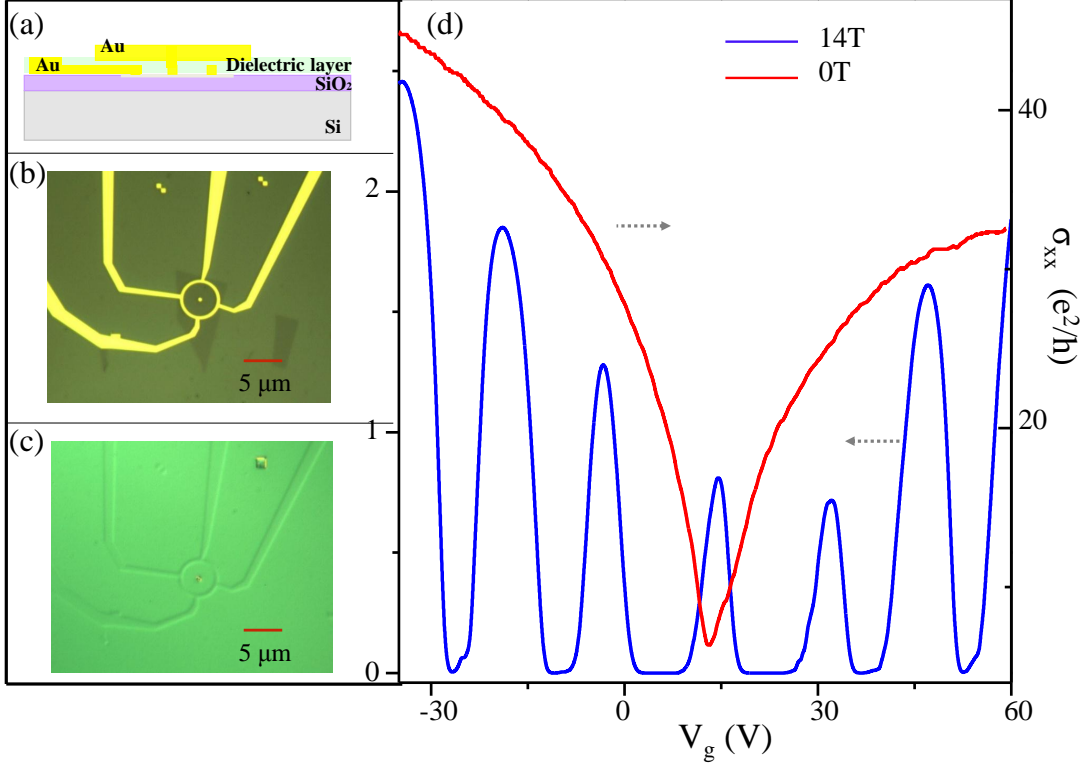 (a)
Au
Au
Dielectric layer
SiO₂
Si
(b)
5 μm
(c)
5 μm
(d)
14T
0T
2
1
0
40
20
σxx (e²/h)
-30
0
30
60
Vg (V)